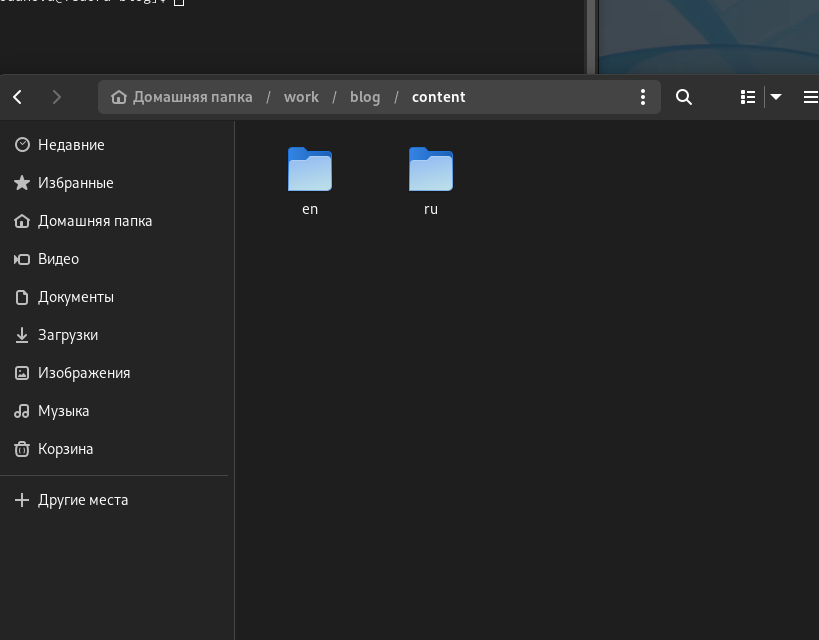 Домашняя папка / work / blog / content
Недавние
Избранные
Домашняя папка
Видео
Документы
Загрузки
Изображения
Музыка
Корзина
Другие места
en
ru